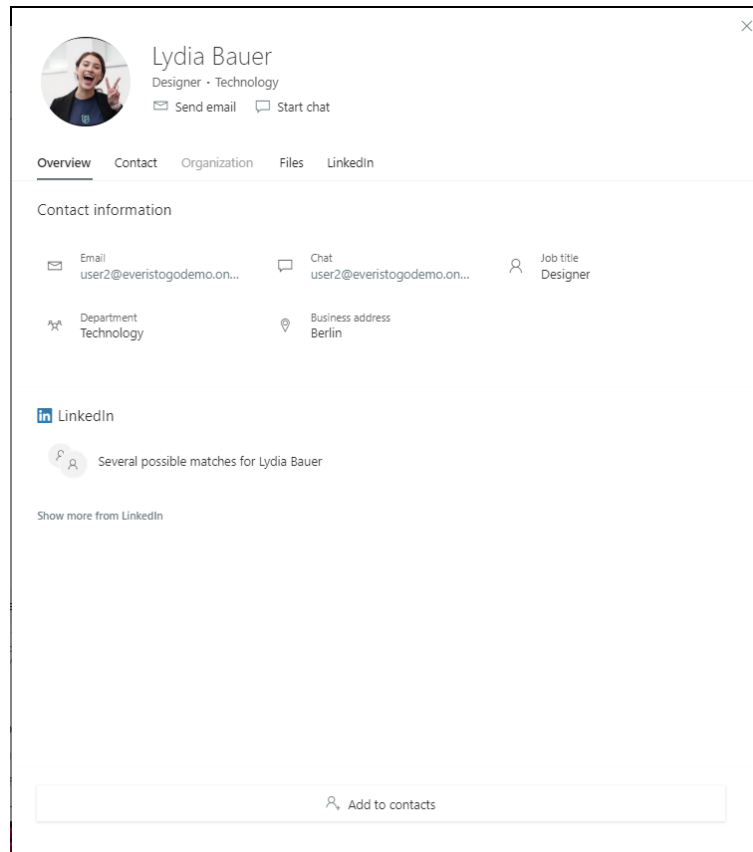 Lydia Bauer
Designer • Technology
Send email Start chat
Overview Contact Organization Files LinkedIn
Contact information
Email
user2@everistogodemo.on...
Chat
user2@everistogodemo.on...
Job title
Designer
Department
Technology
Business address
Berlin
in LinkedIn
Several possible matches for Lydia Bauer
Show more from LinkedIn
Add to contacts